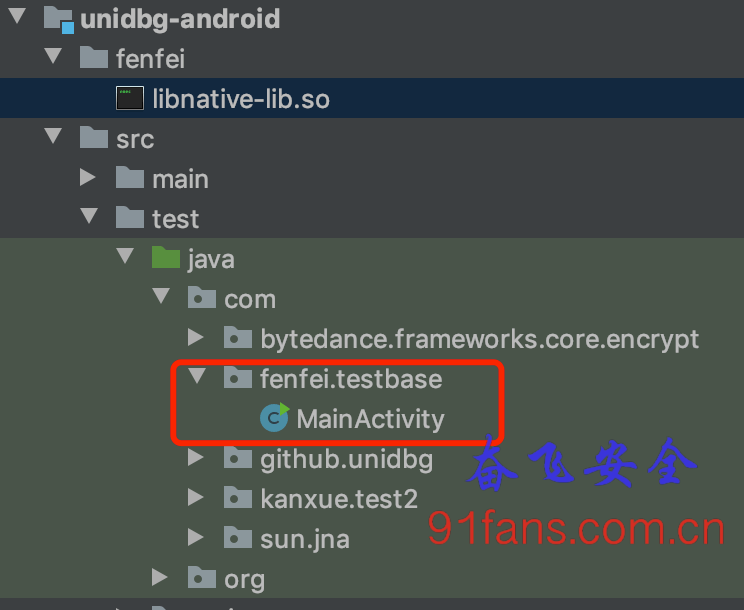 unidbg-android
fenfei
libnative-lib.so
src
main
test
java
com
bytedance.frameworks.core.encrypt
fenfei.testbase
C MainActivity
github.unidbg
奋飞安全
kanxue.test2
91fans.com.cn
sun.jna
org